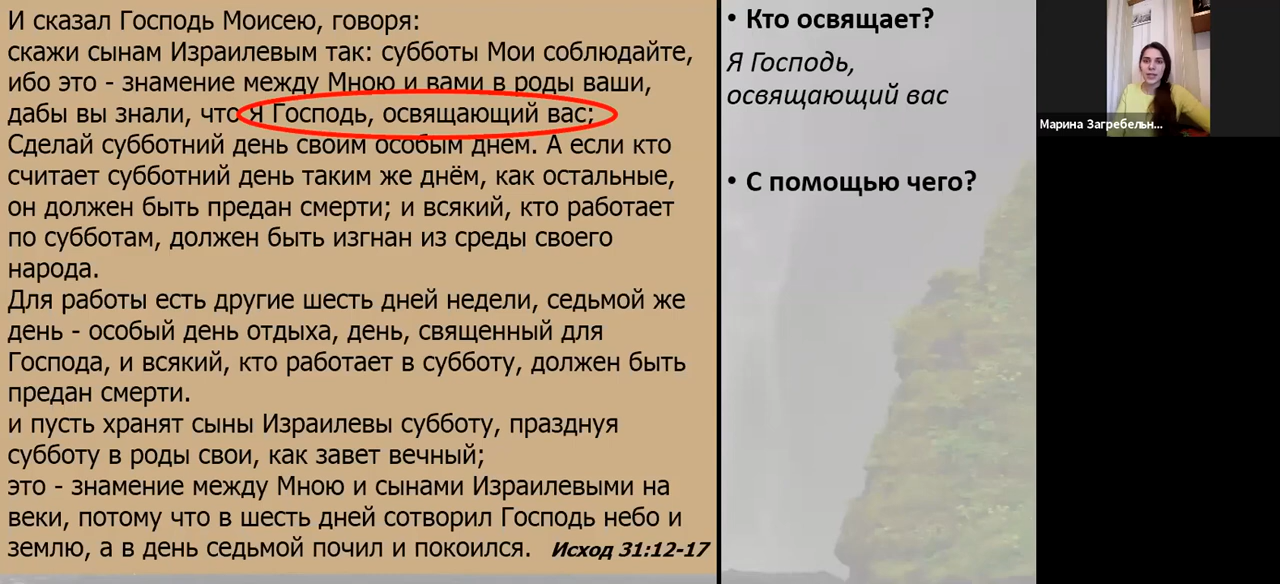 И сказал Господь Моисею, говоря:
скажи сынам Израилевым так: субботы Мои соблюдайте,
ибо это - знамение между Мною и вами в роды ваши,
дабы вы знали, что Я Господь, освящающий вас;
Сделай субботний день своим особым днём. А если кто
считает субботний день таким же днём, как остальные,
он должен быть предан смерти; и всякий, кто работает
по субботам, должен быть изгнан из среды своего
народа.
Для работы есть другие шесть дней недели, седьмой же
день - особый день отдыха, день, священный для
Господа, и всякий, кто работает в субботу, должен быть
предан смерти.
и пусть хранят сыны Израилевы субботу, празднуя
субботу в роды свои, как завет вечный;
это - знамение между Мною и сынами Израилевыми на
веки, потому что в шесть дней сотворил Господь небо и
землю, а в день седьмой почил и покоился. Исход 31:12-17
• Кто освящает?
Я Господь,
освящающий вас
• С помощью чего?
Марина Загребельн...